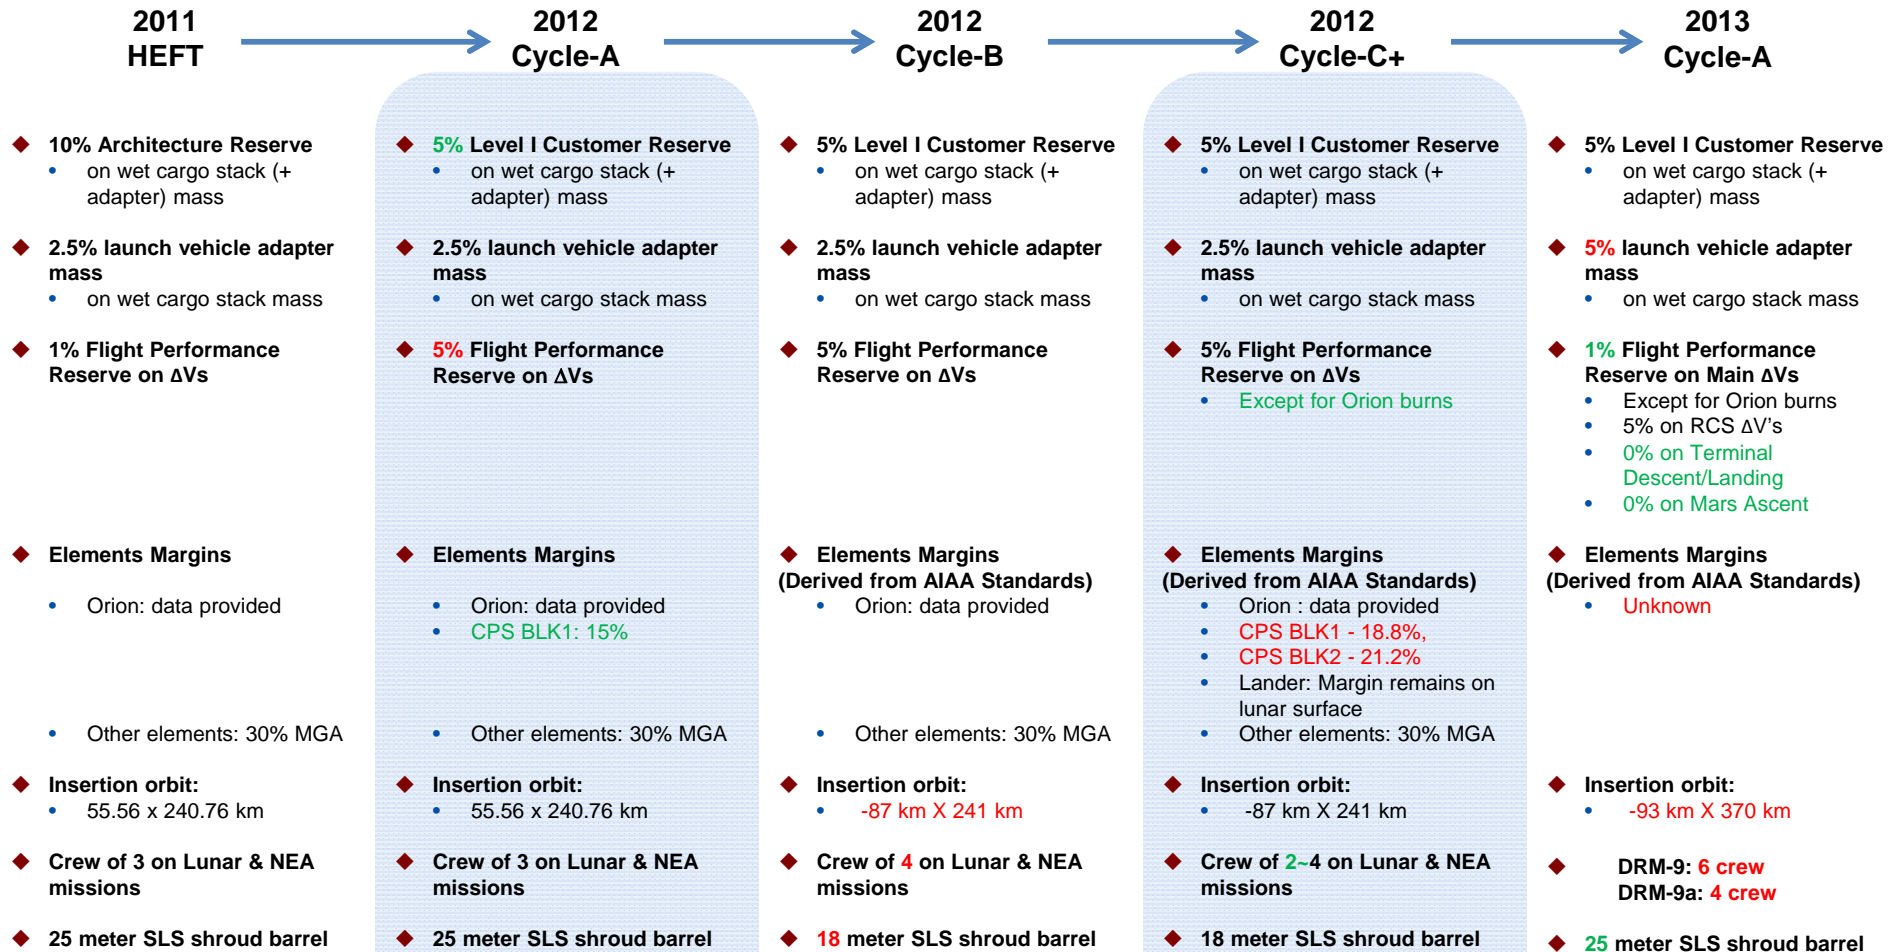 2011
HEFT
2012
Cycle-A
2012
Cycle-B
2012
Cycle-C+
2013
Cycle-A
10% Architecture Reserve
on wet cargo stack (+
adapter) mass
2.5% launch vehicle adapter
mass
on wet cargo stack mass
1% Flight Performance
Reserve on ΔVs
Elements Margins
Orion: data provided
Other elements: 30% MGA
Insertion orbit:
55.56 x 240.76 km
Crew of 3 on Lunar & NEA
missions
25 meter SLS shroud barrel
5% Level I Customer Reserve
on wet cargo stack (+
adapter) mass
2.5% launch vehicle adapter
mass
on wet cargo stack mass
5% Flight Performance
Reserve on ΔVs
Elements Margins
Orion: data provided
CPS BLK1: 15%
Other elements: 30% MGA
Insertion orbit:
55.56 x 240.76 km
Crew of 3 on Lunar & NEA
missions
25 meter SLS shroud barrel
5% Level I Customer Reserve
on wet cargo stack (+
adapter) mass
2.5% launch vehicle adapter
mass
on wet cargo stack mass
5% Flight Performance
Reserve on ΔVs
Elements Margins
(Derived from AIAA Standards)
Orion: data provided
Other elements: 30% MGA
Insertion orbit:
-87 km X 241 km
Crew of 4 on Lunar & NEA
missions
18 meter SLS shroud barrel
5% Level I Customer Reserve
on wet cargo stack (+
adapter) mass
2.5% launch vehicle adapter
mass
on wet cargo stack mass
5% Flight Performance
Reserve on ΔVs
Except for Orion burns
Elements Margins
(Derived from AIAA Standards)
Orion : data provided
CPS BLK1 - 18.8%,
CPS BLK2 - 21.2%
Lander: Margin remains on
lunar surface
Other elements: 30% MGA
Insertion orbit:
-87 km X 241 km
Crew of 2~4 on Lunar & NEA
missions
18 meter SLS shroud barrel
5% Level I Customer Reserve
on wet cargo stack (+
adapter) mass
5% launch vehicle adapter
mass
on wet cargo stack mass
1% Flight Performance
Reserve on Main ΔVs
Except for Orion burns
5% on RCS ΔV's
0% on Terminal
Descent/Landing
0% on Mars Ascent
Elements Margins
(Derived from AIAA Standards)
Unknown
Insertion orbit:
-93 km X 370 km
DRM-9: 6 crew
DRM-9a: 4 crew
25 meter SLS shroud barrel